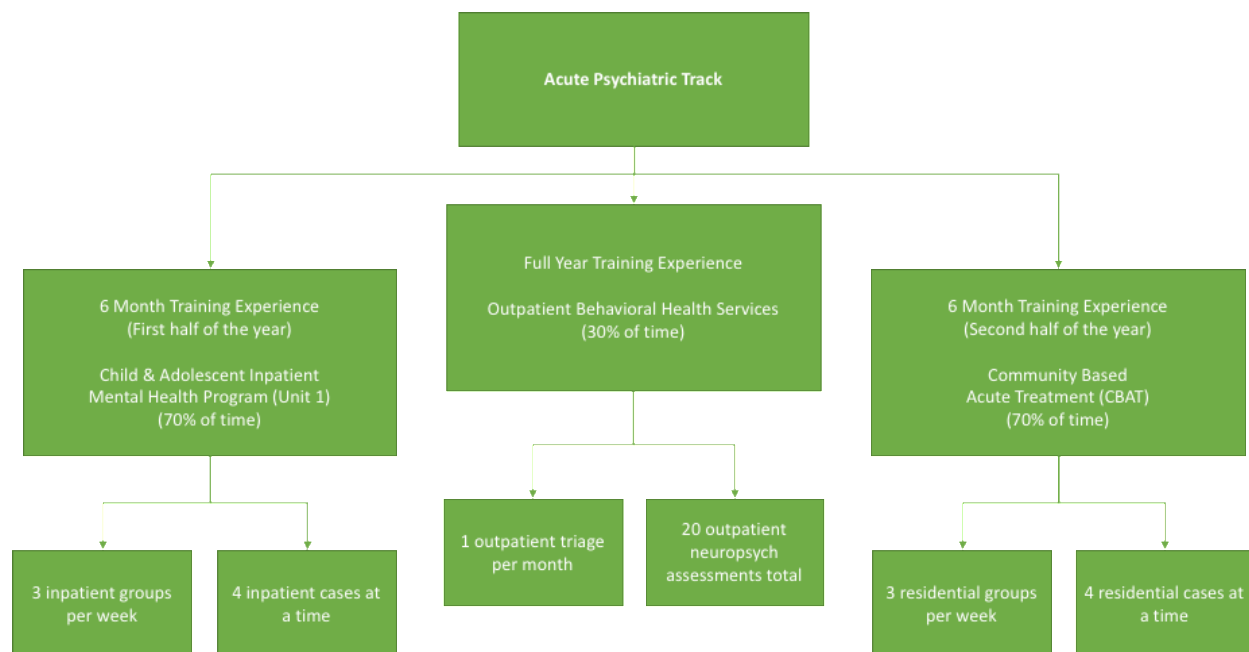 Acute Psychiatric Track
6 Month Training Experience
(First half of the year)
Child & Adolescent Inpatient
Mental Health Program (Unit 1)
(70% of time)
Full Year Training Experience
Outpatient Behavioral Health Services
(30% of time)
6 Month Training Experience
(Second half of the year)
Community Based
Acute Treatment (CBAT)
(70% of time)
3 inpatient groups
per week
4 inpatient cases at
a time
1 outpatient triage
per month
20 outpatient
neuropsych
assessments total
3 residential groups
per week
4 residential cases at
a time